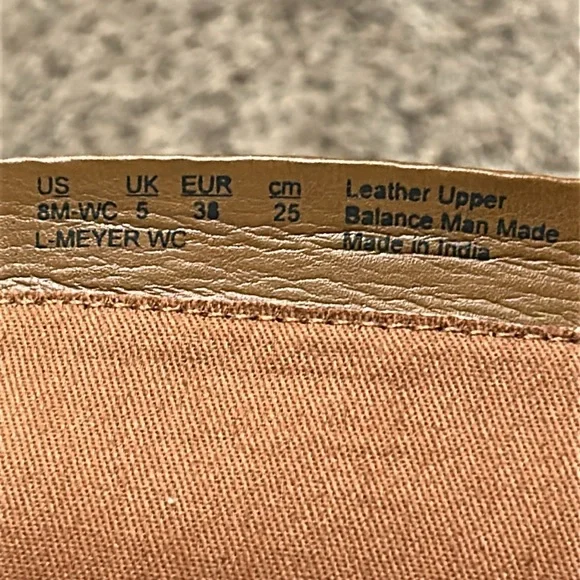 US UK EUR cm Leather Upper
8M-WC 5 38 25 Balance Man Made
L-MEYER WC Made in India